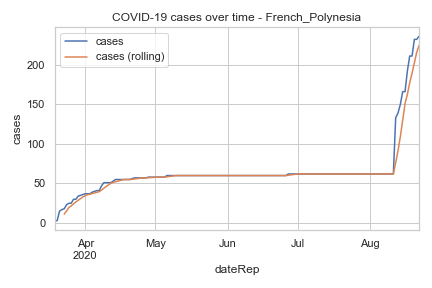 COVID-19 cases over time - French_Polynesia
cases
cases (rolling)
200
150
100
50
0
cases
Apr May Jun Jul Aug
2020
dateRep